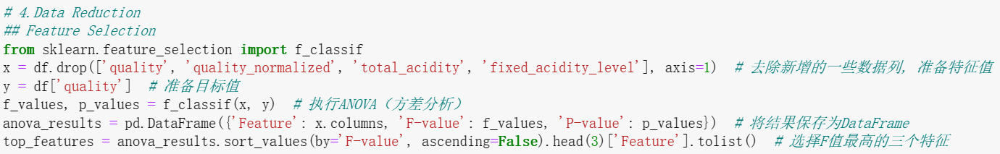 # 4.Data Reduction
## Feature Selection
from sklearn.feature_selection import f_classif
x = df.drop(['quality', 'quality_normalized', 'total_acidity', 'fixed_acidity_level'], axis=1)  # 去除新增的一些数据列, 准备特征值
y = df['quality']  # 准备目标值
f_values, p_values = f_classif(x, y)  # 执行ANOVA（方差分析）
anova_results = pd.DataFrame({'Feature': x.columns, 'F-value': f_values, 'P-value': p_values})  # 将结果保存为DataFrame
top_features = anova_results.sort_values(by='F-value', ascending=False).head(3)['Feature'].tolist()  # 选择F值最高的三个特征